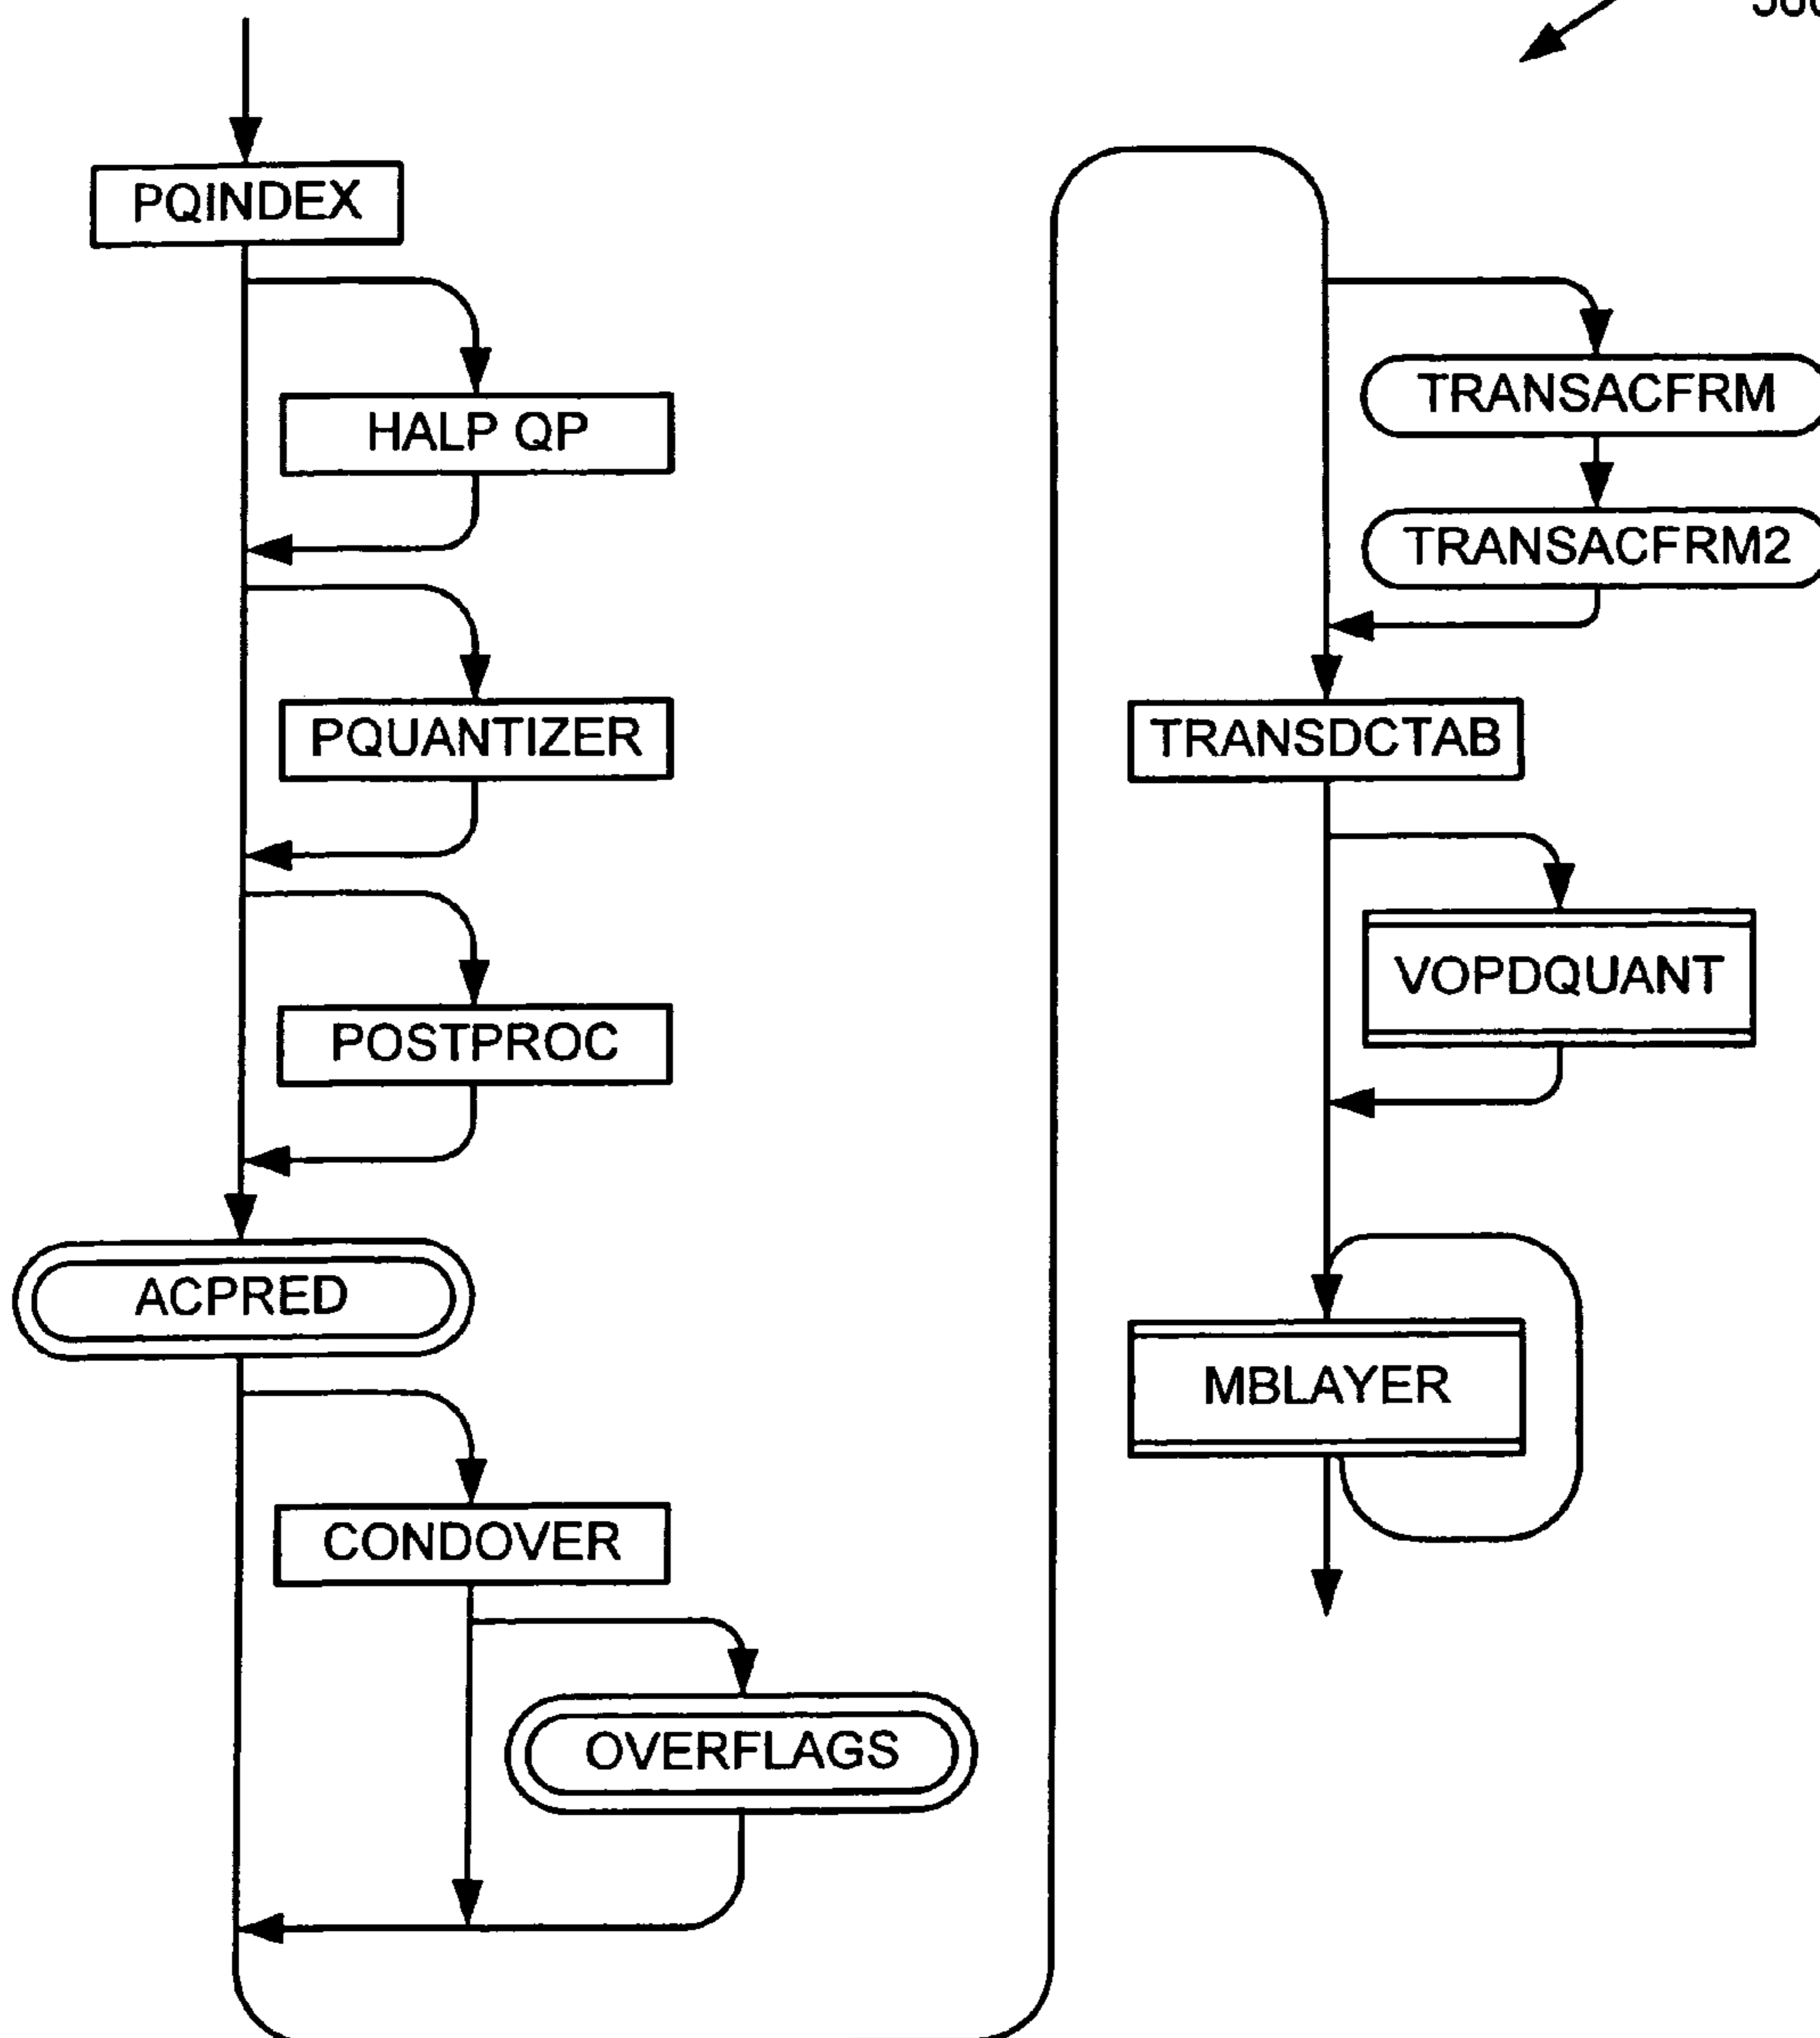 PQINDEX
HALP QP
PQUANTIZER
POSTPROC
ACPRED
CONDOVER
OVERFLAGS
TRANSACFRM
TRANSACFRM2
TRANSDCTAB
VOPDQUANT
MBLAYER